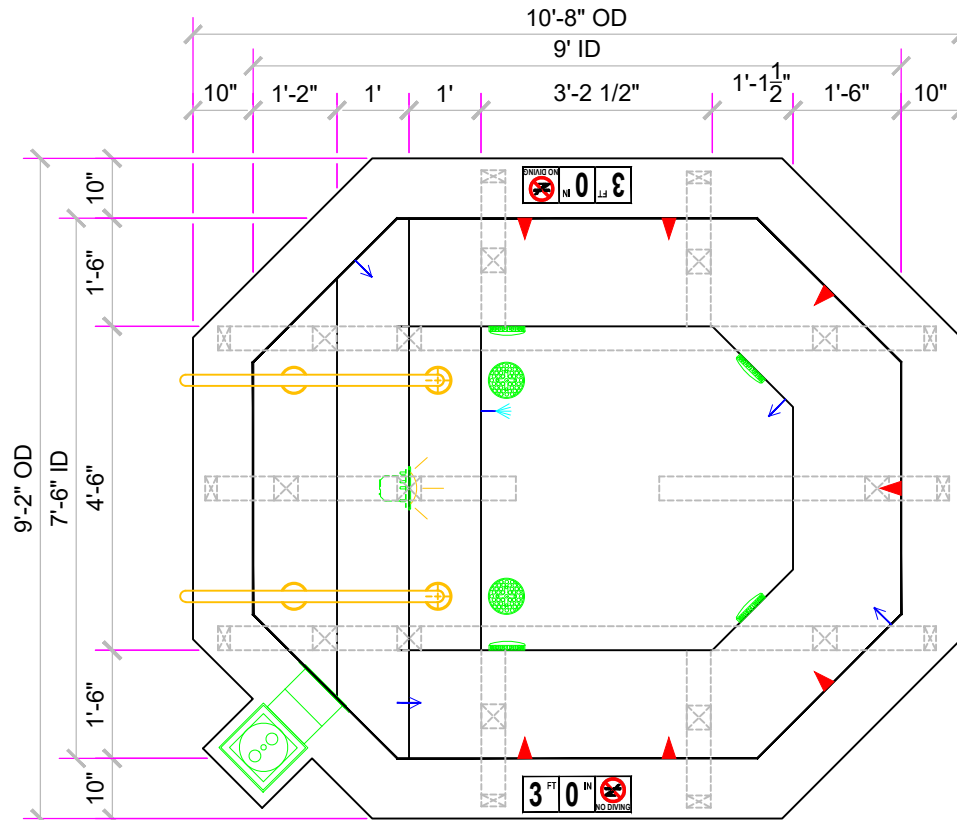 10'-8" OD
9' ID
10" 1'-2" 1' 1' 3'-2 1/2" 1'-1 1/2" 1'-6" 10"
NO DIVING 0 IN 3 FT
10"
1'-6"
4'-6"
1'-6"
10"
9'-2" OD
7'-6" ID
3 FT 0 IN NO DIVING